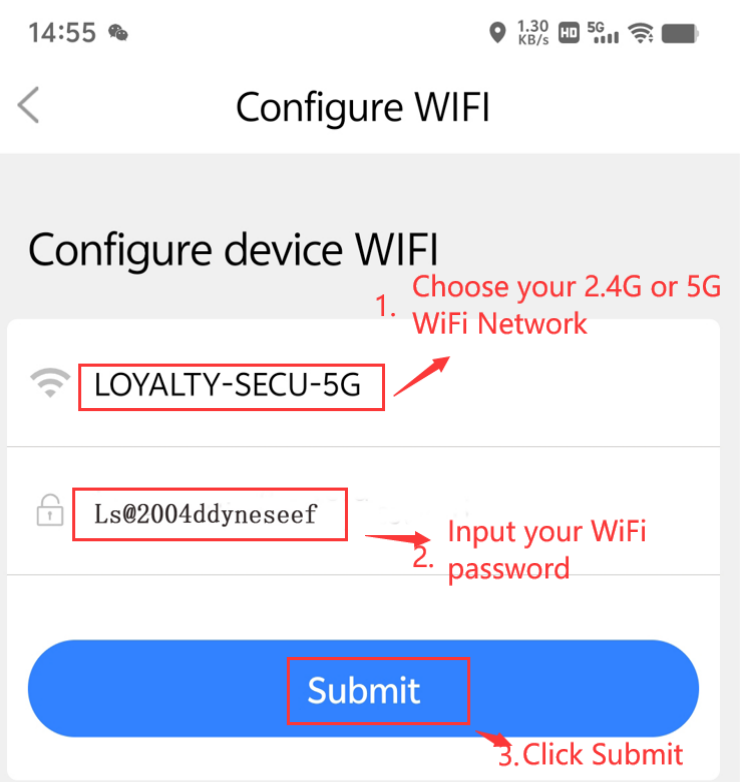 14:55
1.30
KB/s
HD
5G
Configure WIFI
Configure device WIFI
1. Choose your 2.4G or 5G
WiFi Network
LOYALTY-SECU-5G
Ls@2004ddyneseef
2. Input your WiFi
password
Submit
3.Click Submit